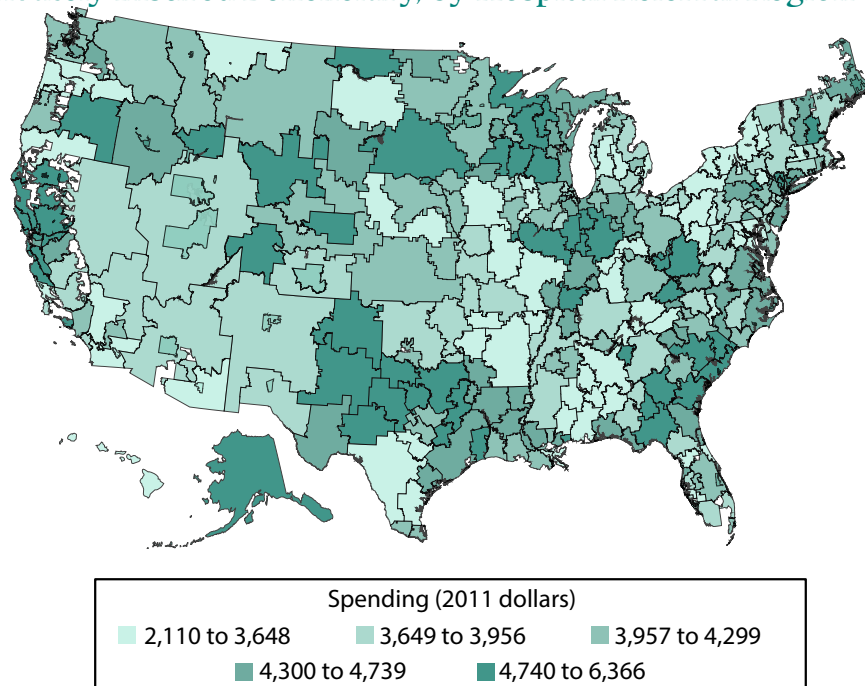 Spending (2011 dollars)
2,110 to 3,648
3,649 to 3,956
3,957 to 4,299
4,300 to 4,739
4,740 to 6,366